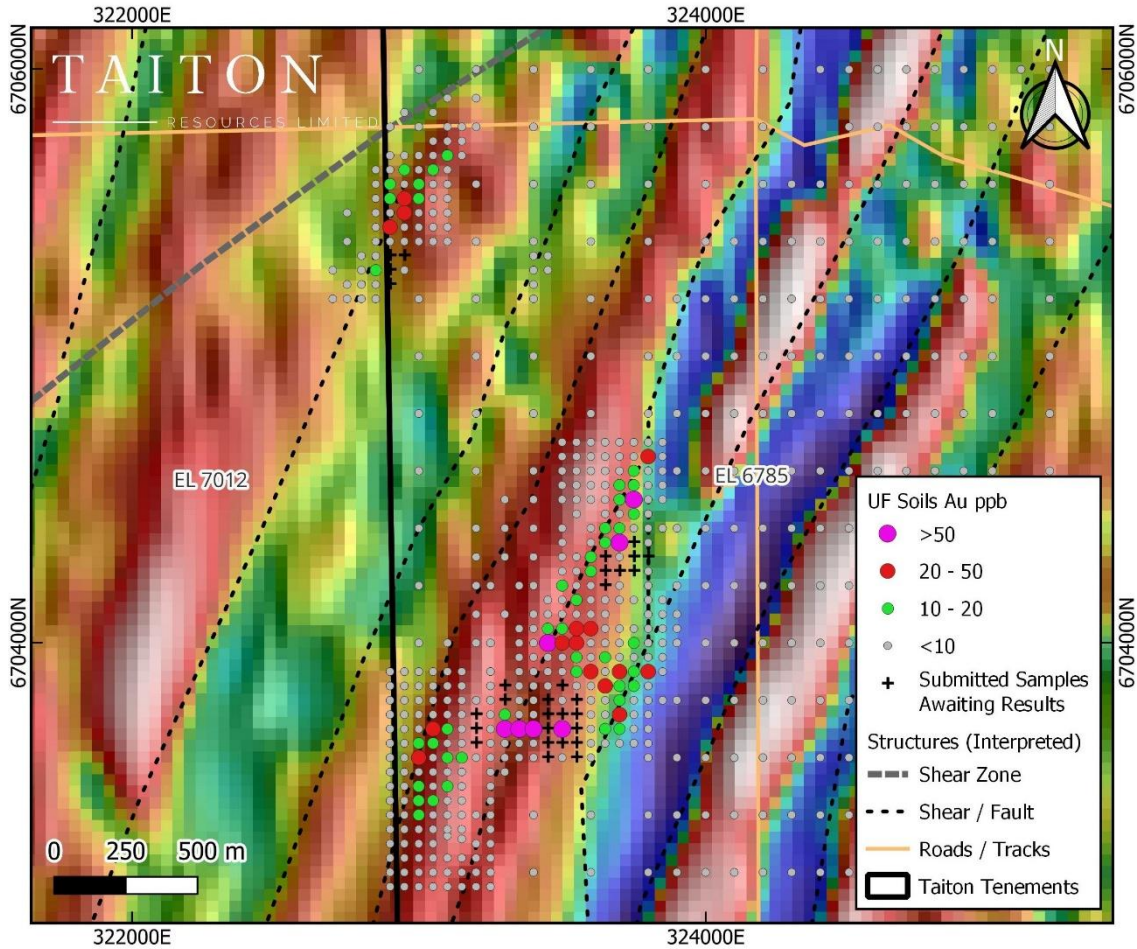 322000E
324000E
6706000N
6706000N
TAITON
RESOURCES LIMITED
N
EL 7012
EL 6785
UF Soils Au ppb
>50
20 - 50
10 - 20
<10
Submitted Samples
Awaiting Results
Structures (Interpreted)
Shear Zone
Shear / Fault
Roads / Tracks
Taiton Tenements
6704000N
6704000N
0 250 500 m
322000E
324000E